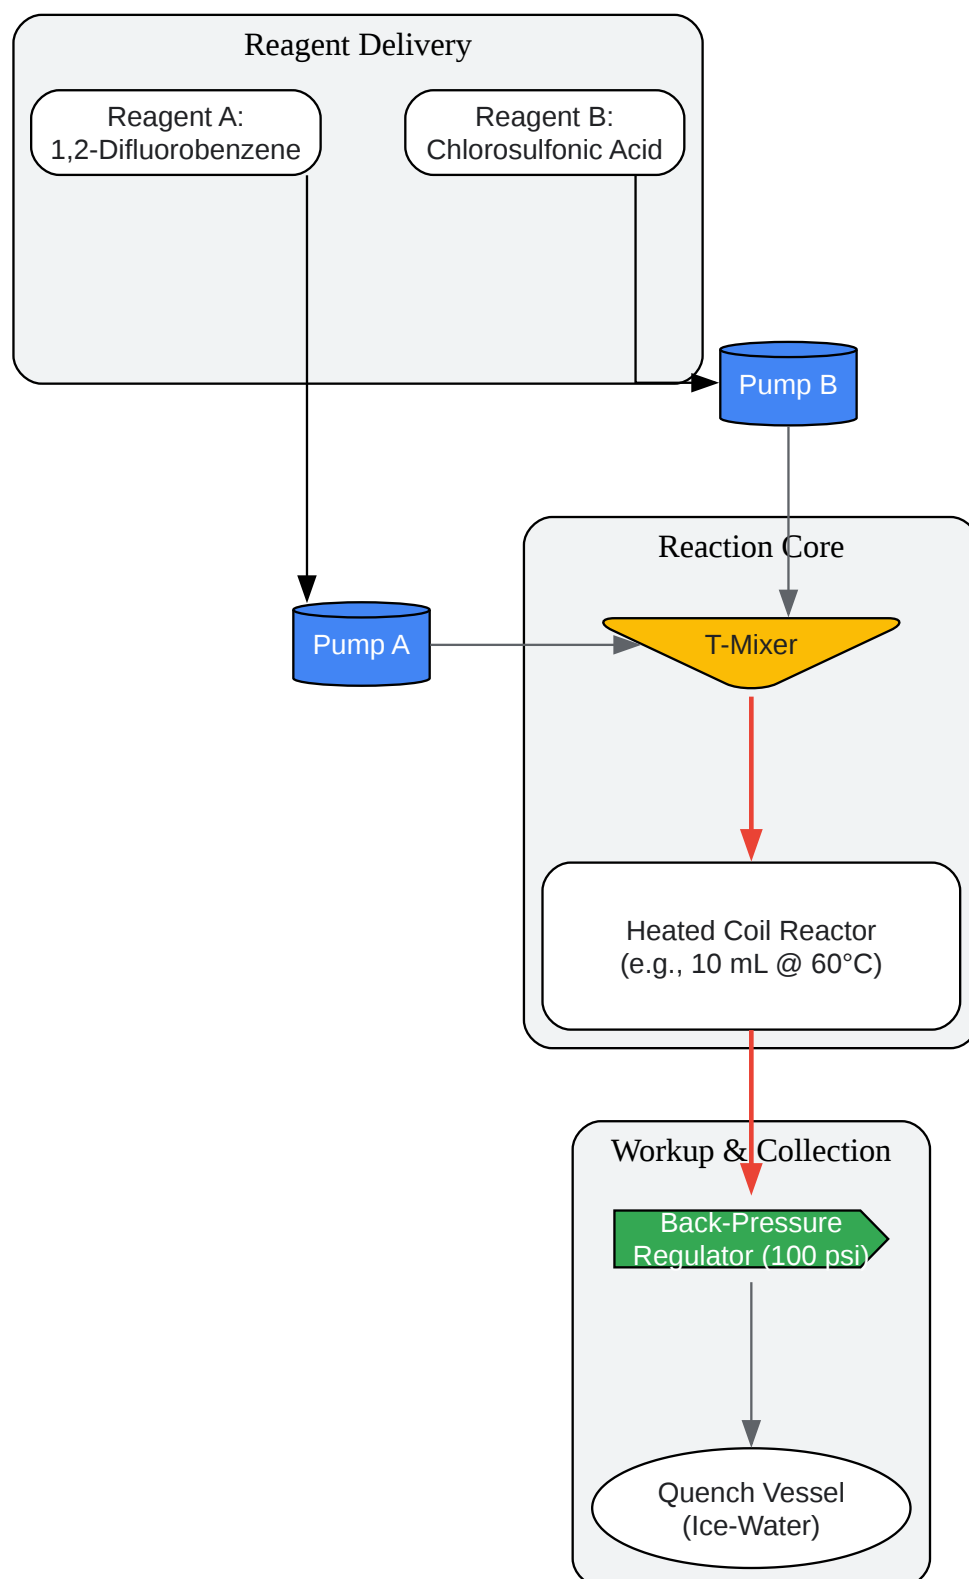 Reagent Delivery
Reagent A:
1,2-Difluorobenzene
Reagent B:
Chlorosulfonic Acid
Pump B
Reaction Core
Pump A
T-Mixer
Heated Coil Reactor
(e.g., 10 mL @ 60°C)
Workup & Collection
Back-Pressure
Regulator (100 psi)
Quench Vessel
(Ice-Water)